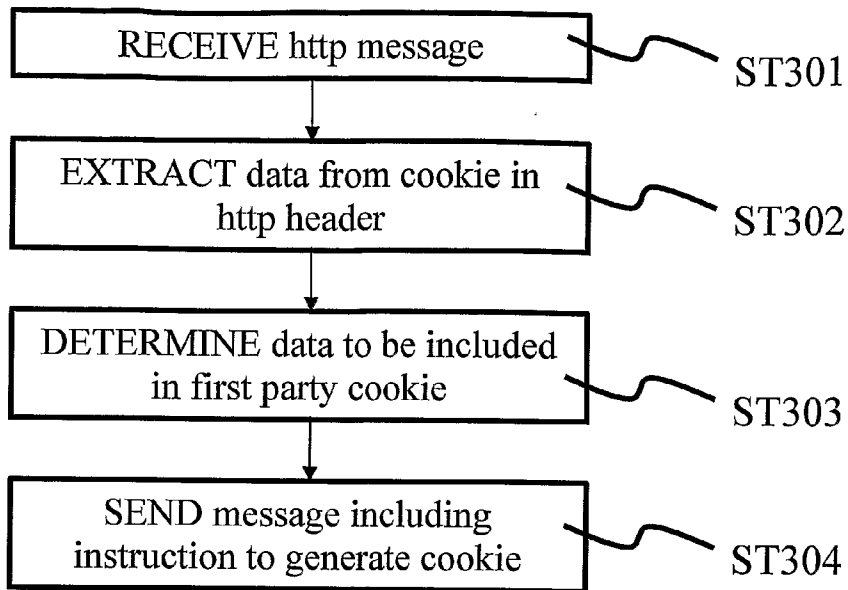 RECEIVE http message
ST301
EXTRACT data from cookie in
http header
ST302
DETERMINE data to be included
in first party cookie
ST303
SEND message including
instruction to generate cookie
ST304